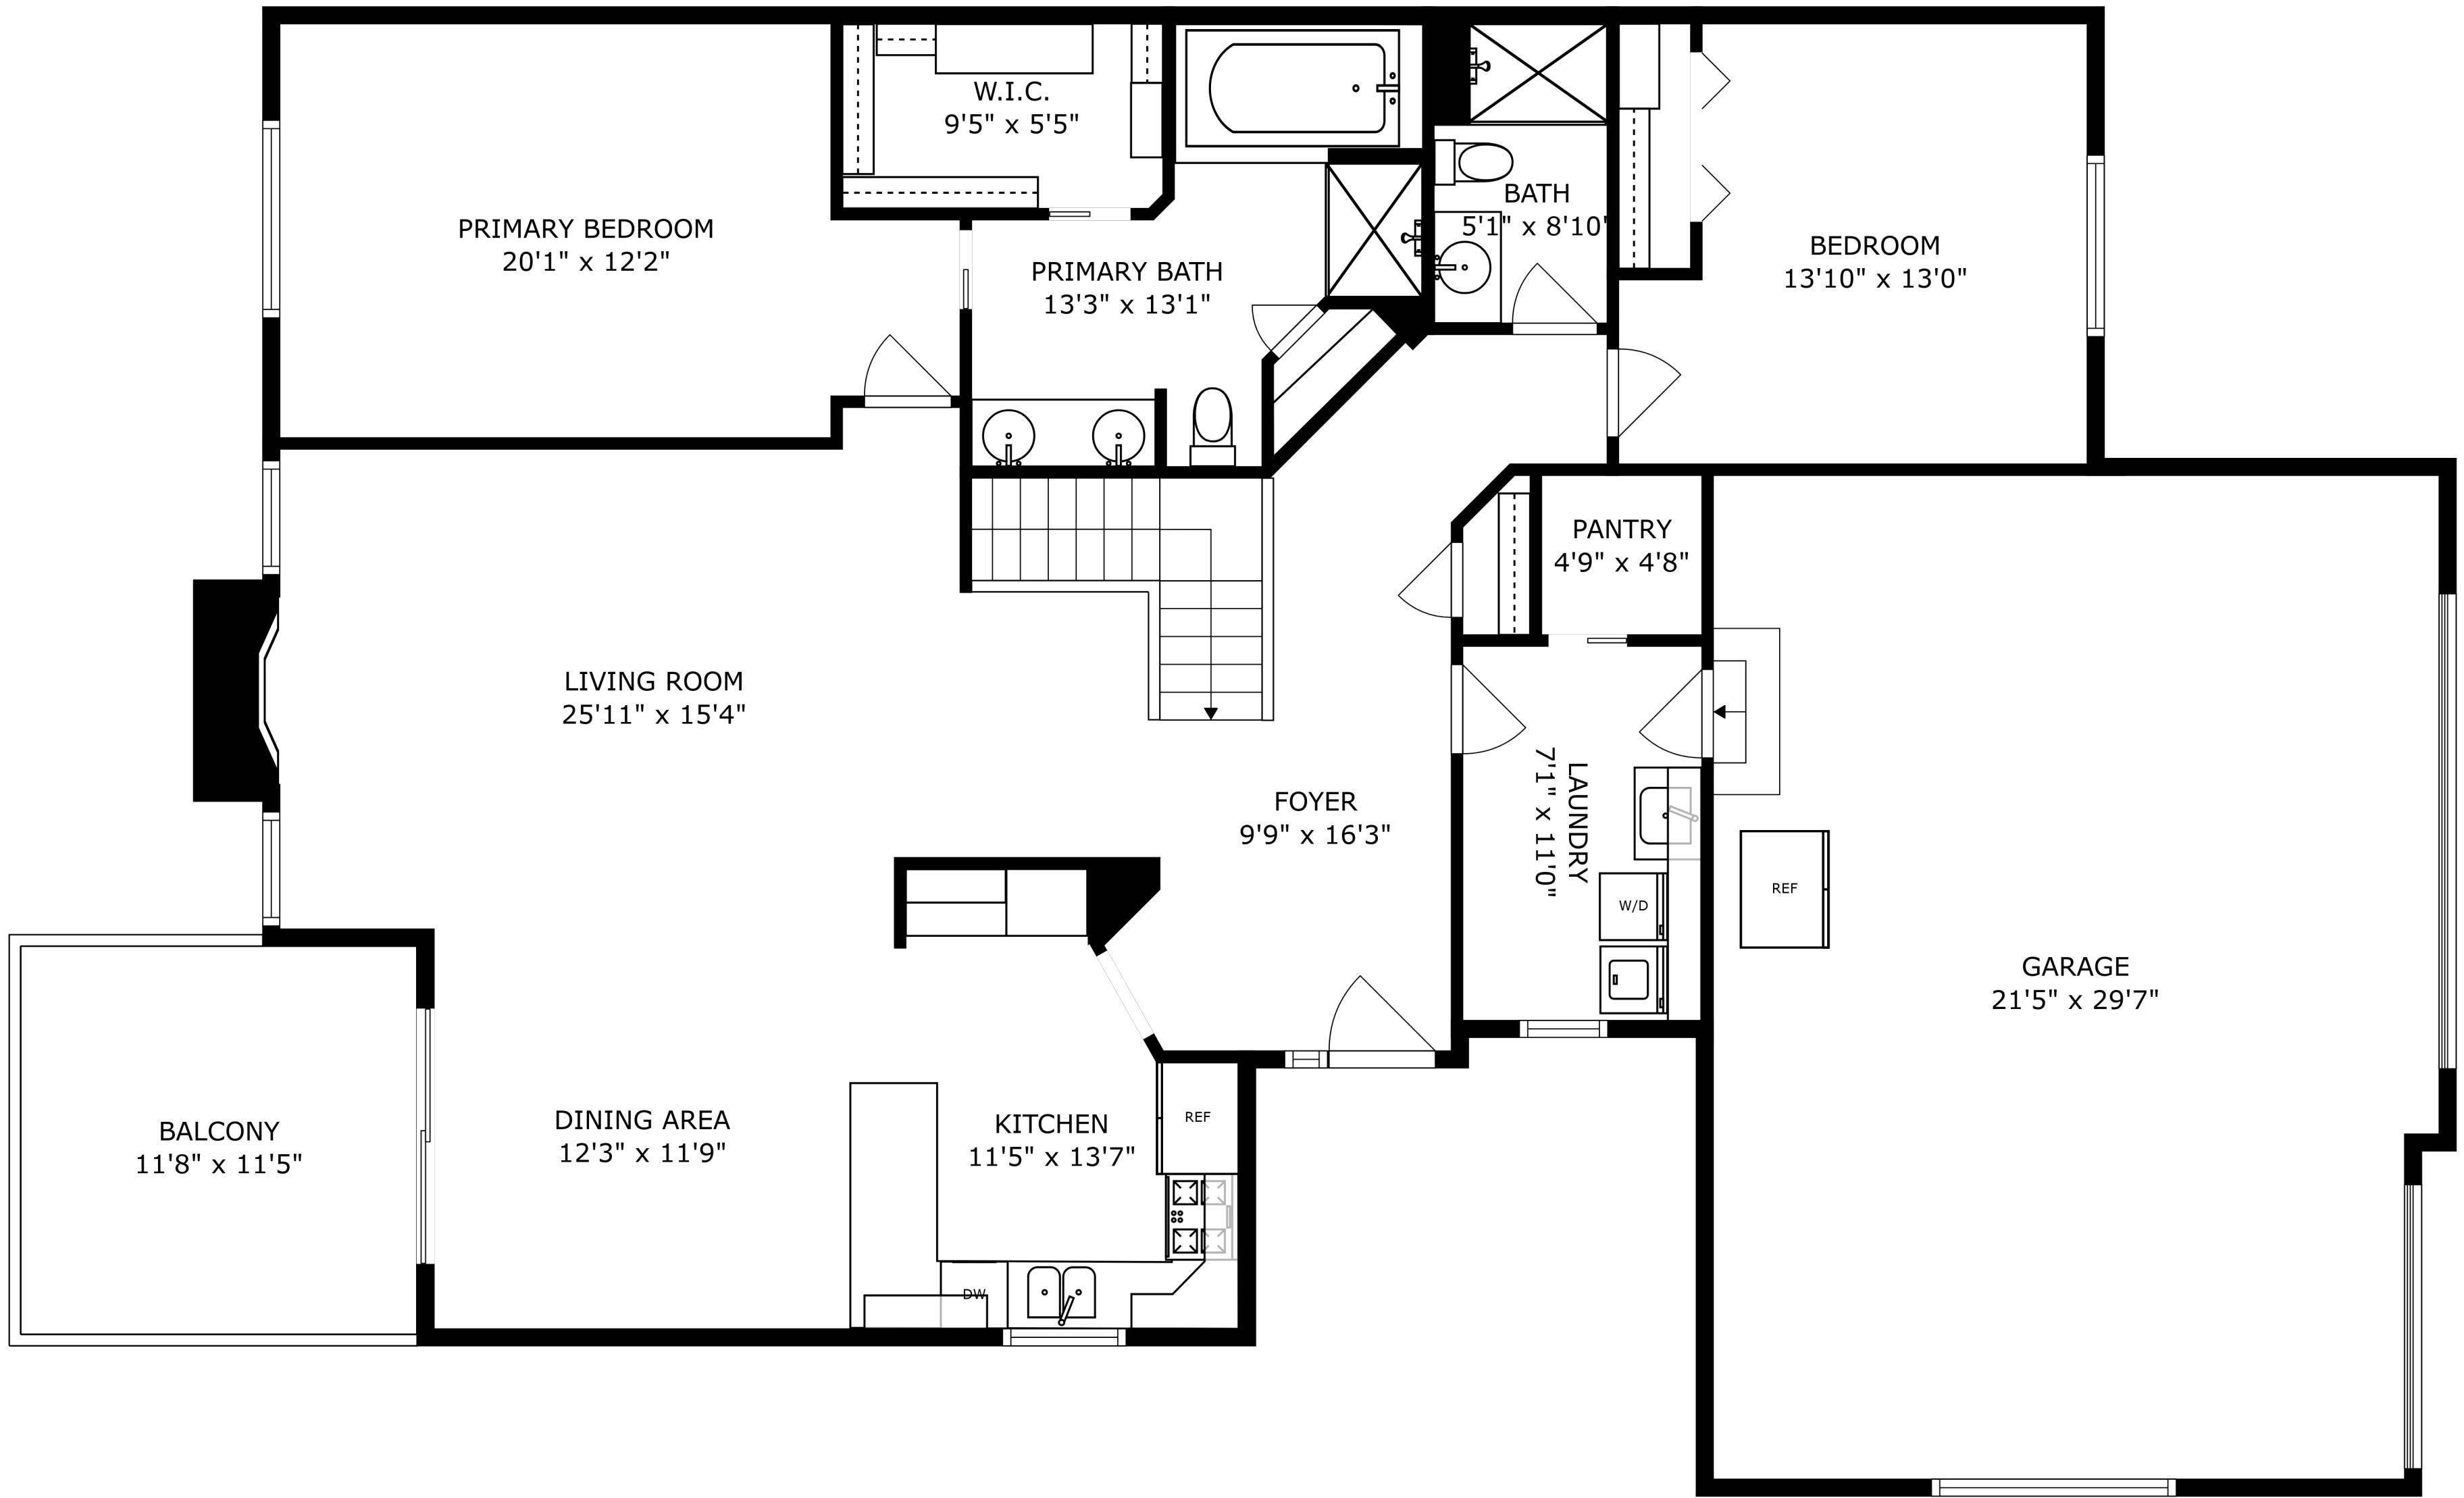 W.I.C.
9'5" x 5'5"
PRIMARY BEDROOM
20'1" x 12'2"
PRIMARY BATH
13'3" x 13'1"
BATH
5'1" x 8'10"
BEDROOM
13'10" x 13'0"
PANTRY
4'9" x 4'8"
LIVING ROOM
25'11" x 15'4"
FOYER
9'9" x 16'3"
LAUNDRY
7'1" x 11'0"
W/D
REF
GARAGE
21'5" x 29'7"
BALCONY
11'8" x 11'5"
DINING AREA
12'3" x 11'9"
KITCHEN
11'5" x 13'7"
REF
DW